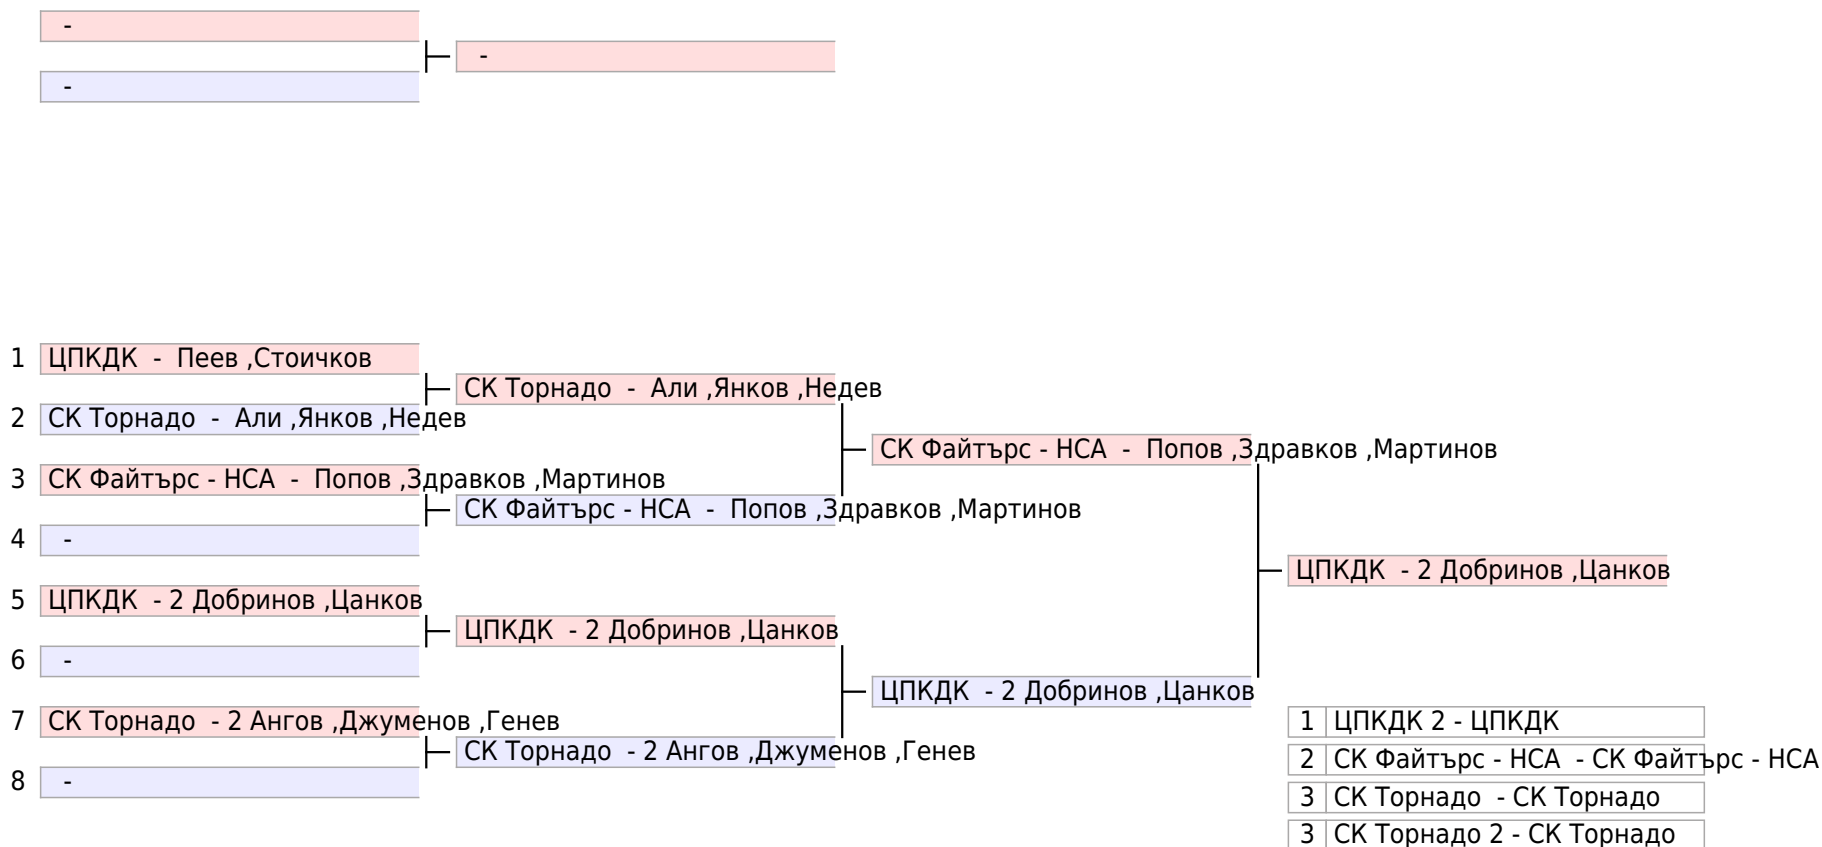 -
-
-
1 ЦПКДК - Пеев ,Стоичков
СК Торнадо - Али ,Янков ,Недев
2 СК Торнадо - Али ,Янков ,Недев
СК Файтърс - НСА - Попов ,Здравков ,Мартинов
3 СК Файтърс - НСА - Попов ,Здравков ,Мартинов
СК Файтърс - НСА - Попов ,Здравков ,Мартинов
4 -
ЦПКДК - 2 Добринов ,Цанков
5 ЦПКДК - 2 Добринов ,Цанков
ЦПКДК - 2 Добринов ,Цанков
6 -
ЦПКДК - 2 Добринов ,Цанков
7 СК Торнадо - 2 Ангов ,Джуменов ,Генев
СК Торнадо - 2 Ангов ,Джуменов ,Генев
8 -
1 ЦПКДК 2 - ЦПКДК
2 СК Файтърс - НСА - СК Файтърс - НСА
3 СК Торнадо - СК Торнадо
3 СК Торнадо 2 - СК Торнадо